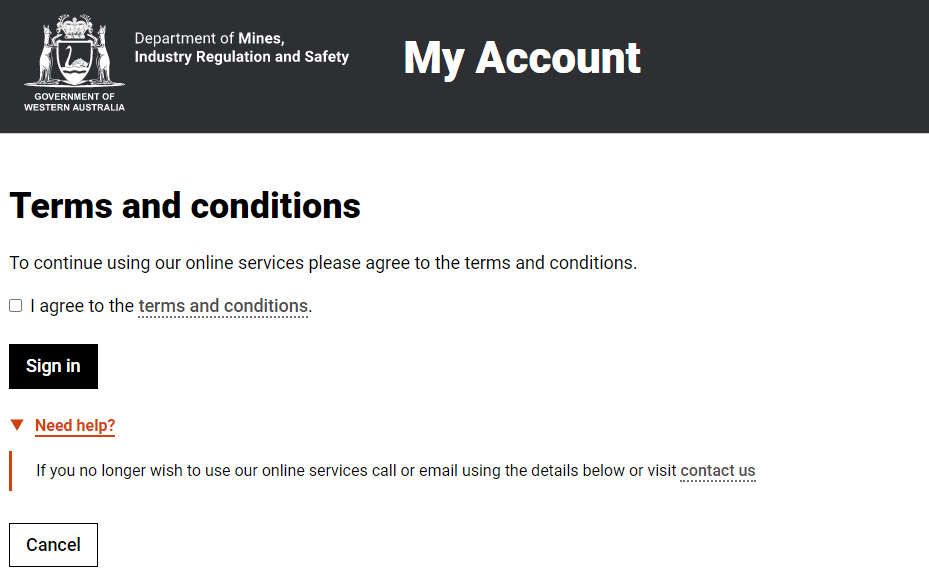 Department of Mines,
Industry Regulation and Safety
GOVERNMENT OF
WESTERN AUSTRALIA
My Account
Terms and conditions
To continue using our online services please agree to the terms and conditions.
I agree to the terms and conditions.
Sign in
Need help?
If you no longer wish to use our online services call or email using the details below or visit contact us
Cancel